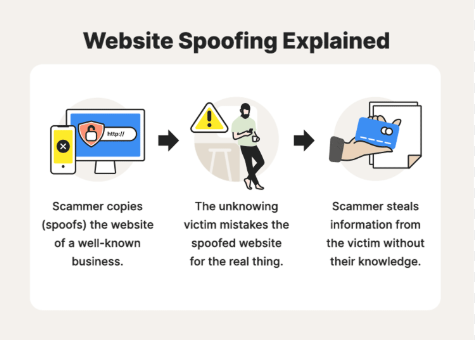 Website Spoofing Explained
http://
Scammer copies
(spoofs) the website
of a well-known
business.
The unknowing
victim mistakes the
spoofed website
for the real thing.
Scammer steals
information from
the victim without
their knowledge.